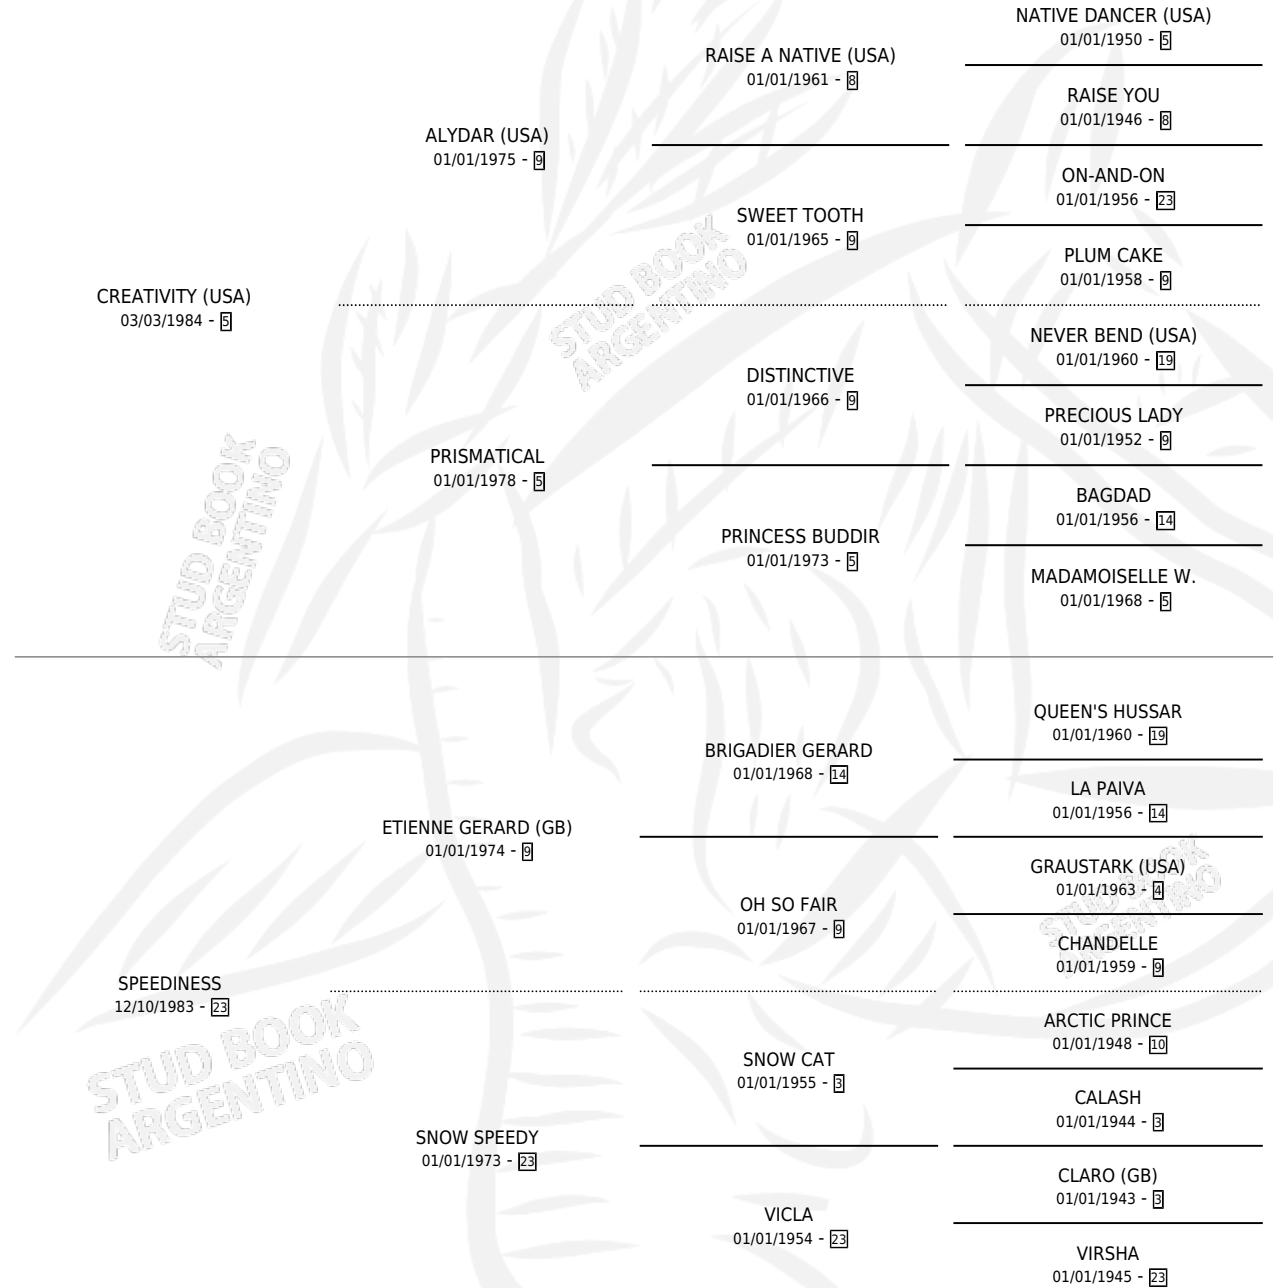 NATIVE DANCER (USA)
01/01/1950 - 5
RAISE A NATIVE (USA)
01/01/1961 - 8
RAISE YOU
01/01/1946 - 8
ALYDAR (USA)
01/01/1975 - 9
ON-AND-ON
01/01/1956 - 23
SWEET TOOTH
01/01/1965 - 9
PLUM CAKE
01/01/1958 - 9
CREATIVITY (USA)
03/03/1984 - 5
NEVER BEND (USA)
01/01/1960 - 19
DISTINCTIVE
01/01/1966 - 9
PRECIOUS LADY
01/01/1952 - 9
PRISMATICAL
01/01/1978 - 5
BAGDAD
01/01/1956 - 14
PRINCESS BUDDIR
01/01/1973 - 5
MADAMOISELLE W.
01/01/1968 - 5
STUD BOOK
ARGENTINO
STUD BOOK
ARGENTINO
QUEEN'S HUSSAR
01/01/1960 - 19
BRIGADIER GERARD
01/01/1968 - 14
LA PAIVA
01/01/1956 - 14
ETIENNE GERARD (GB)
01/01/1974 - 9
GRAUSTARK (USA)
01/01/1963 - 4
OH SO FAIR
01/01/1967 - 9
CHANDELLE
01/01/1959 - 9
SPEEDINESS
12/10/1983 - 23
ARCTIC PRINCE
01/01/1948 - 10
SNOW CAT
01/01/1955 - 3
CALASH
01/01/1944 - 3
SNOW SPEEDY
01/01/1973 - 23
CLARO (GB)
01/01/1943 - 3
VICLA
01/01/1954 - 23
VIRSHA
01/01/1945 - 23
STUD BOOK
ARGENTINO
STUD BOOK
ARGENTINO